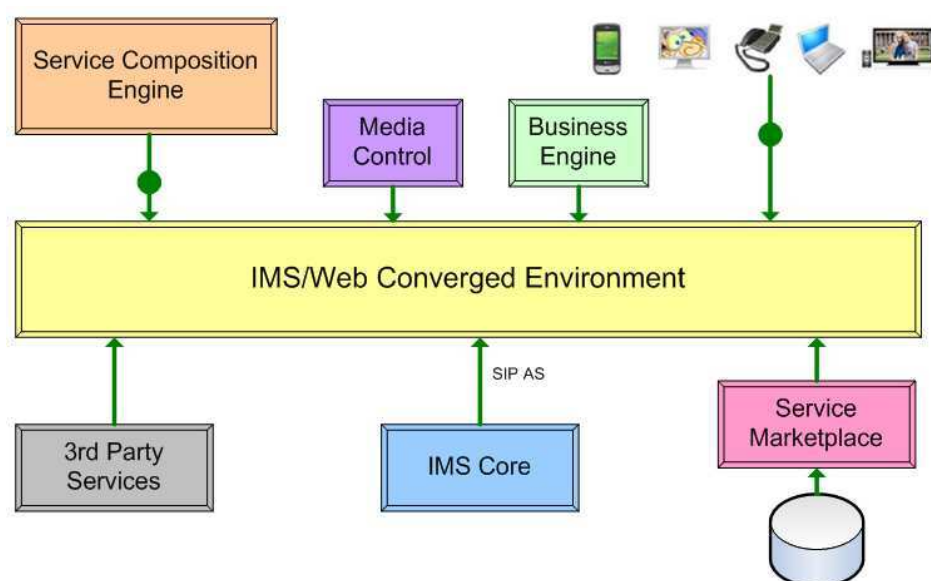 Service Composition
Engine
Media
Control
Business
Engine
IMS/Web Converged Environment
SIP AS
3rd Party
Services
IMS Core
Service
Marketplace